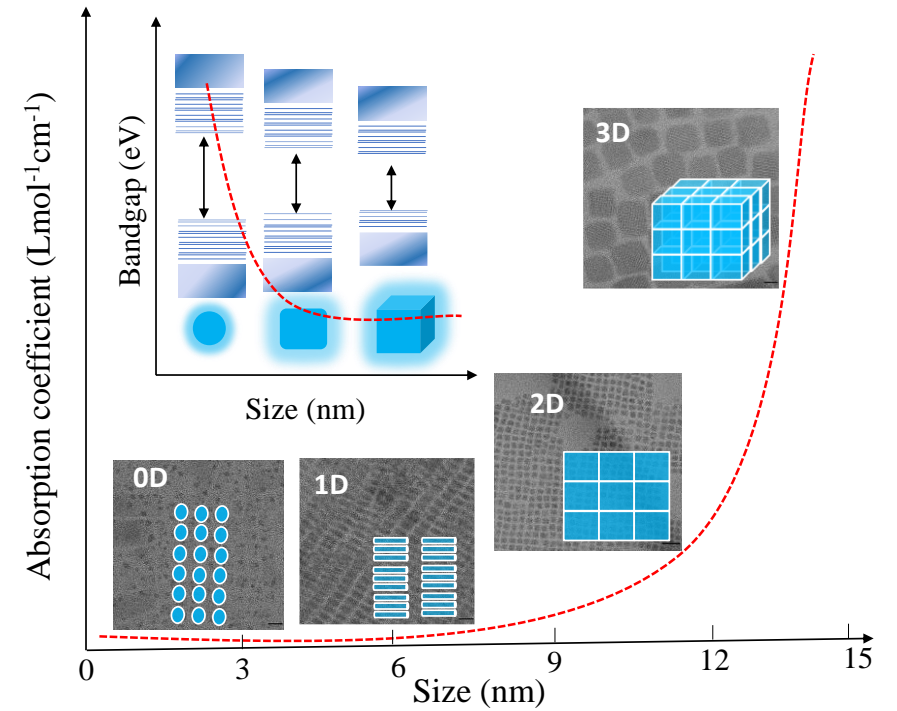 Absorption coefficient (Lmol⁻¹cm⁻¹)
Bandgap (eV)
Size (nm)
3D
2D
0D
1D
0
3
6
9
12
15
Size (nm)